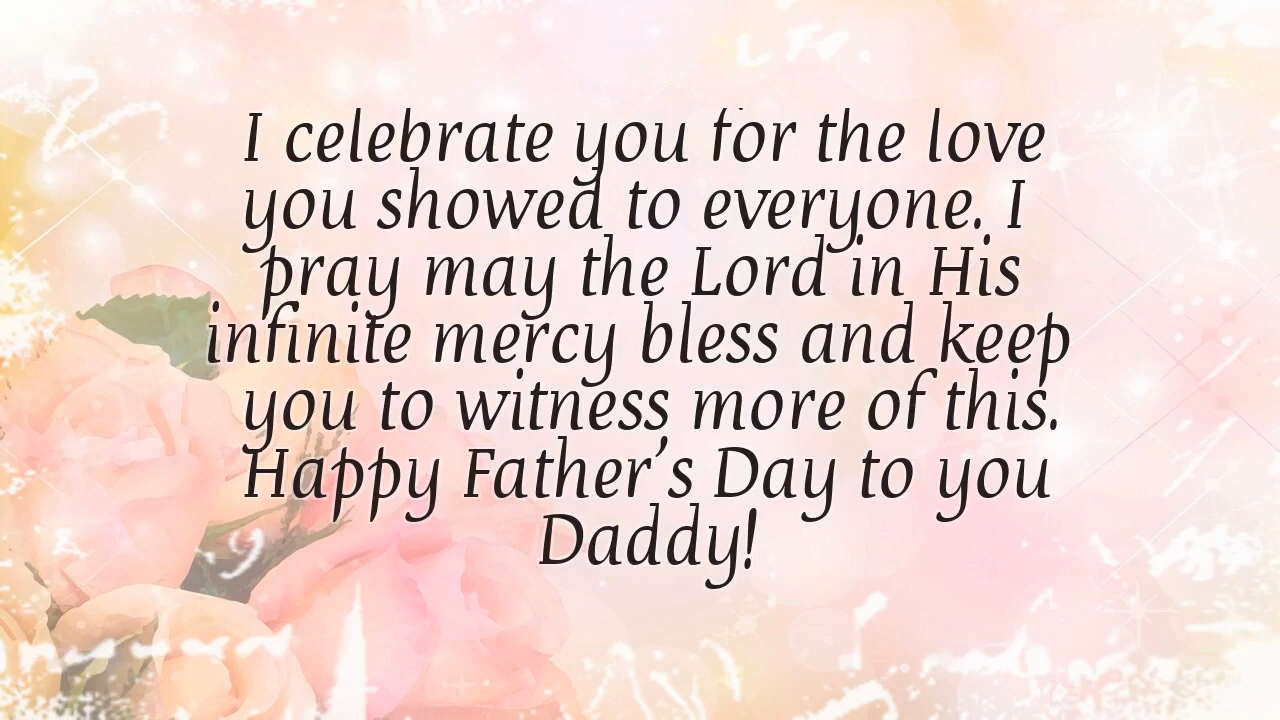 I celebrate you for the love
you showed to everyone. I
pray may the Lord in His
infinite mercy bless and keep
you to witness more of this.
Happy Father’s Day to you
Daddy!